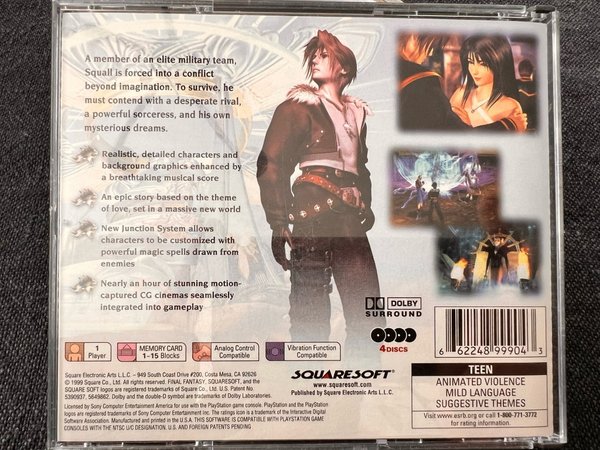 A member of an elite military team,
Squall is forced into a conflict
beyond imagination. To survive, he
must contend with a desperate rival,
a powerful sorceress, and his own
mysterious dreams.
Realistic, detailed characters and
background graphics enhanced by
a breathtaking musical score
An epic story based on the theme
of love, set in a massive new world
New Junction System allows
characters to be customized with
powerful magic spells drawn from
enemies
Nearly an hour of stunning motion-
captured CG cinemas seamlessly
integrated into gameplay
DOLBY
SURROUND
4 DISCS
6 62248 99904 3
1
Player
MEMORY CARD
1-15 Blocks
Analog Control
Compatible
Vibration Function
Compatible
Square Electronic Arts L.L.C. – 949 South Coast Drive #200, Costa Mesa, CA 92626
© 1999 Square Co., Ltd. All rights reserved. FINAL FANTASY, SQUARESOFT, and the
SQUARE SOFT logos are registered trademarks of Square Co., Ltd. U.S. Patent No.
5390937, 5649862. Dolby and the double-D symbol are trademarks of Dolby Laboratories.
SQUARESOFT
www.squaresoft.com
Published by Square Electronic Arts L.L.C.
Licensed by Sony Computer Entertainment America for use with the PlayStation game console. PlayStation and the PlayStation
logos are registered trademarks of Sony Computer Entertainment Inc. The ratings icon is a trademark of the Interactive Digital
Software Association. Manufactured and printed in the U.S.A. THIS SOFTWARE IS COMPATIBLE WITH PLAYSTATION GAME
CONSOLES WITH THE NTSC U/C DESIGNATION. U.S. AND FOREIGN PATENTS PENDING
TEEN
ANIMATED VIOLENCE
MILD LANGUAGE
SUGGESTIVE THEMES
Visit www.esrb.org or call 1-800-771-3772
for rating information.